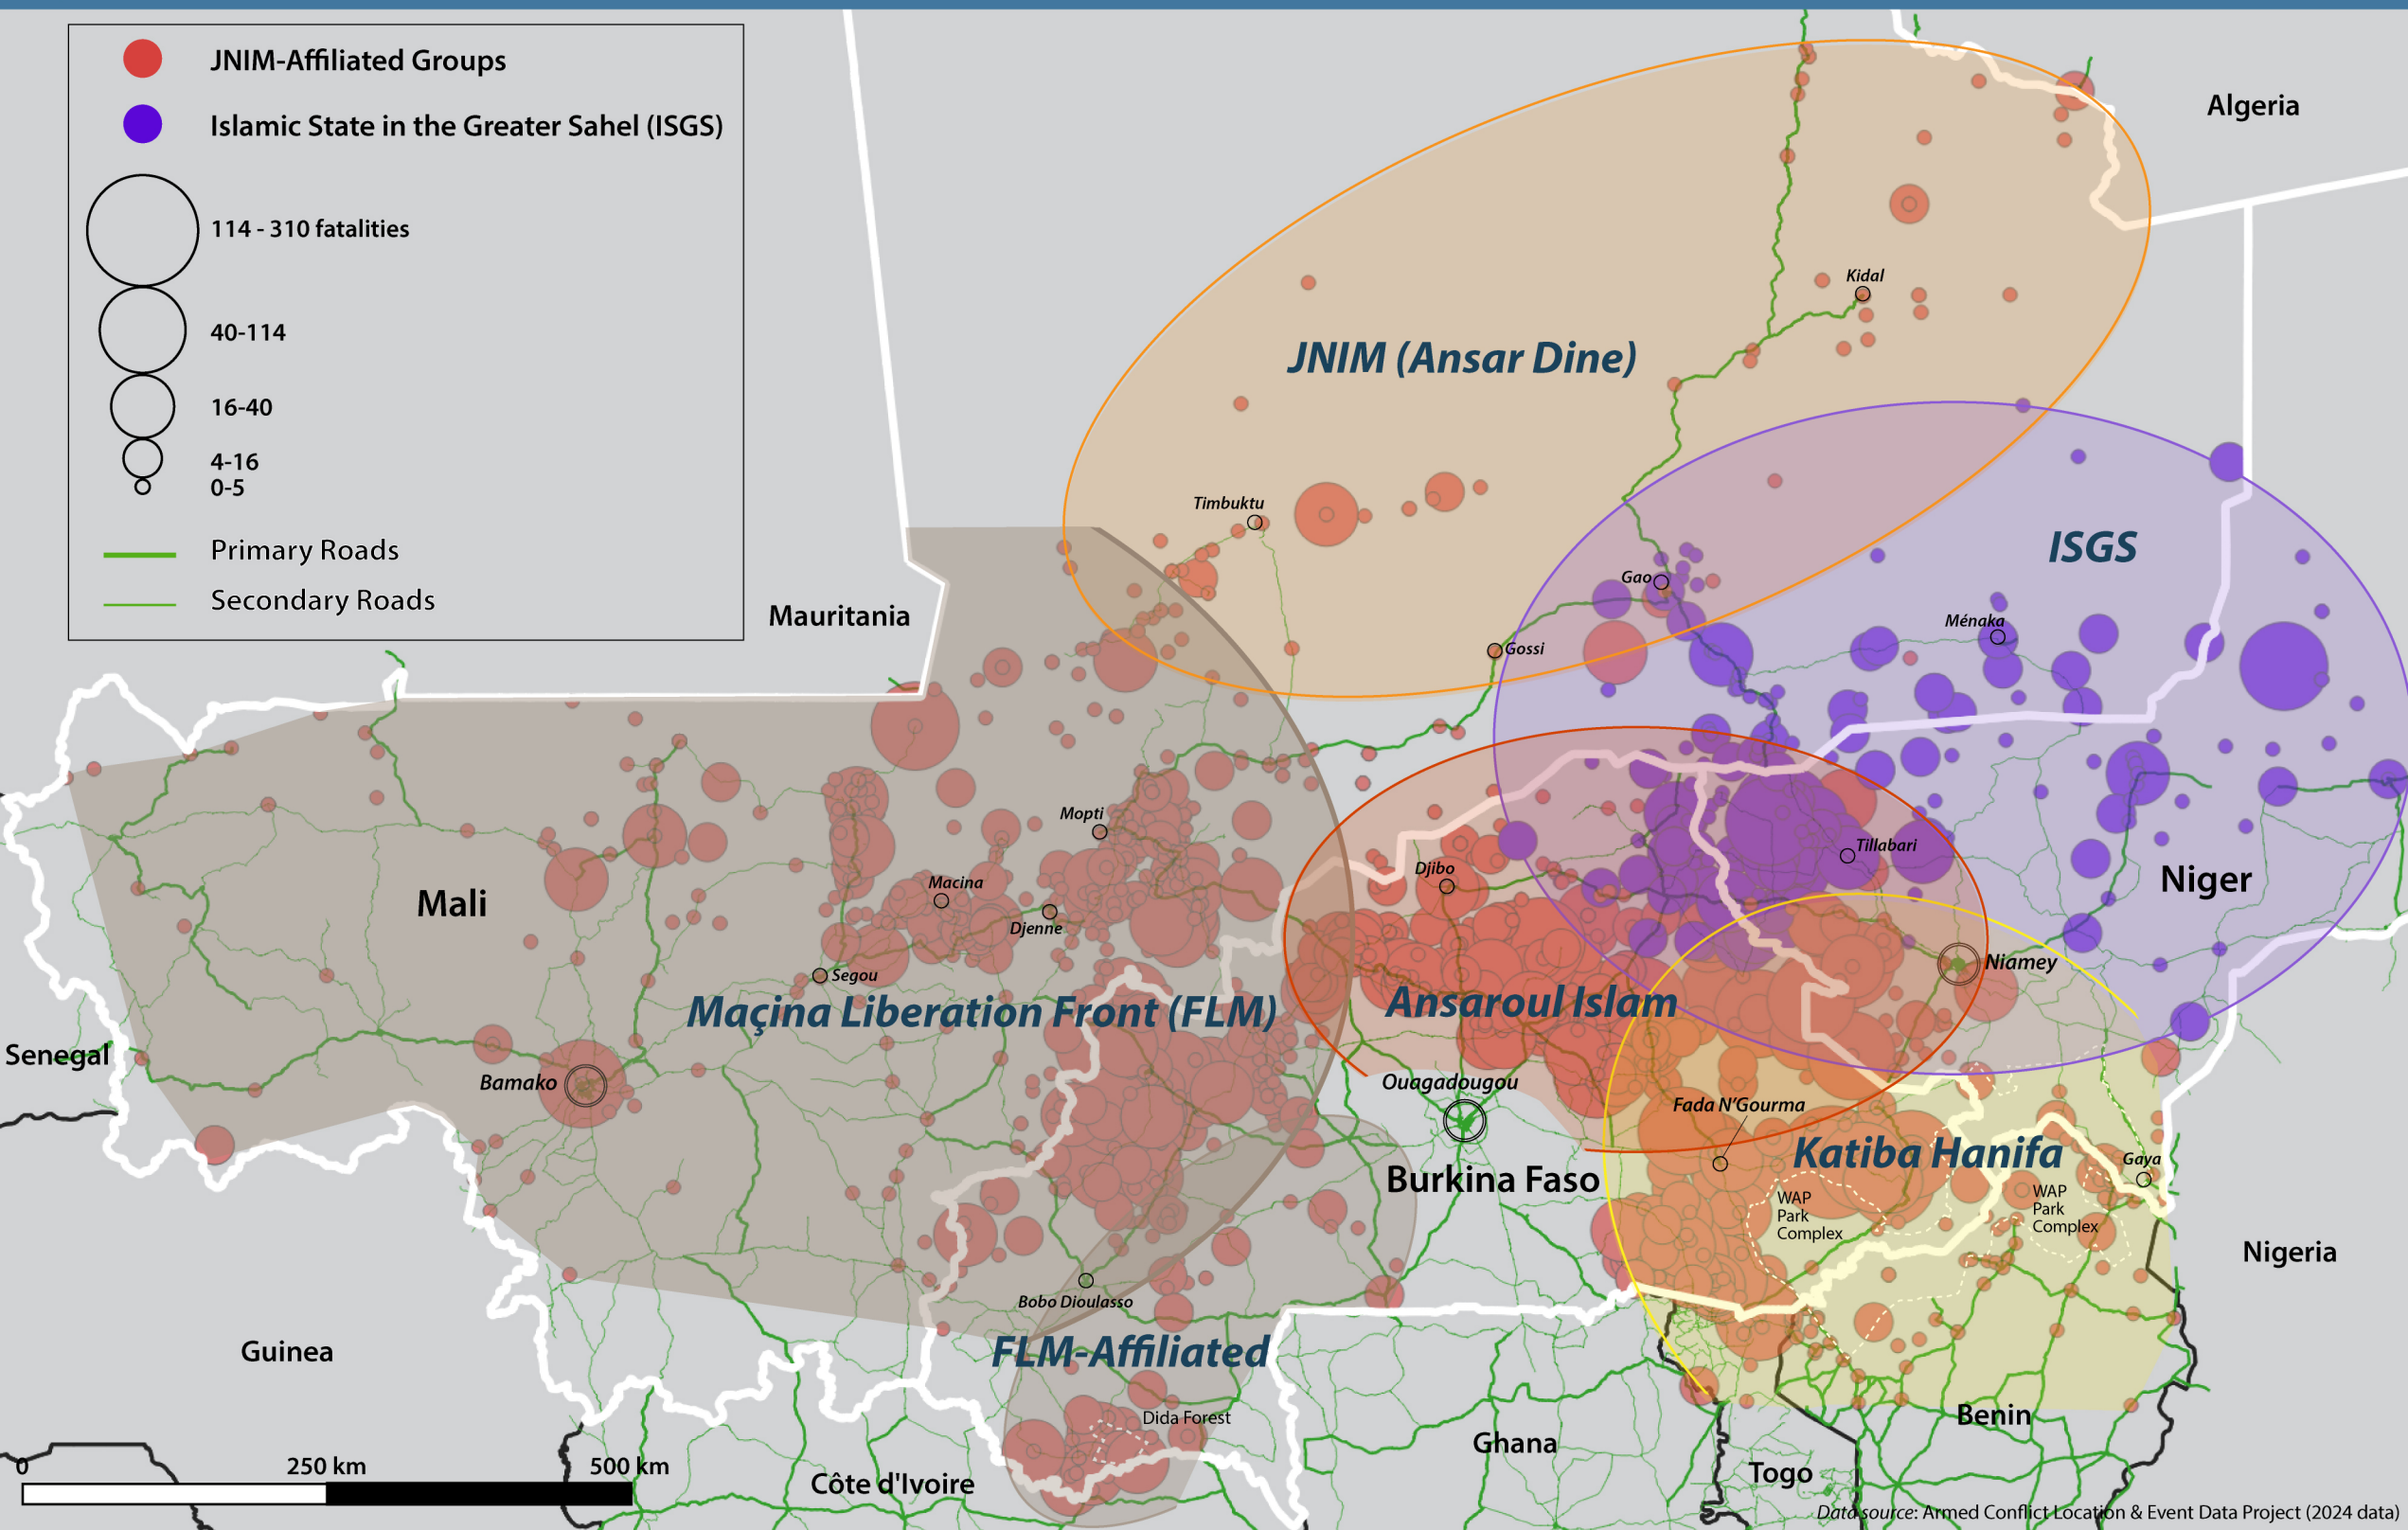 JNIM-Affiliated Groups
Islamic State in the Greater Sahel (ISGS)
114 - 310 fatalities
40-114
16-40
4-16
0-5
Primary Roads
Secondary Roads
Algeria
Kidal
JNIM (Ansar Dine)
Timbuktu
ISGS
Gao
Mauritania
Ménaka
Gossi
Mopti
Tillabari
Djibo
Macina
Niger
Mali
Djenne
Segou
Niamey
Maçina Liberation Front (FLM)
Ansaroul Islam
Senegal
Bamako
Ouagadougou
Fada N’Gourma
Katiba Hanifa
Gaya
Burkina Faso
WAP
Park
Complex
WAP
Park
Complex
Nigeria
Bobo Dioulasso
Guinea
FLM-Affiliated
Dida Forest
Benin
Ghana
Togo
Côte d'Ivoire
0
250 km
500 km
Data source: Armed Conflict Location & Event Data Project (2024 data)